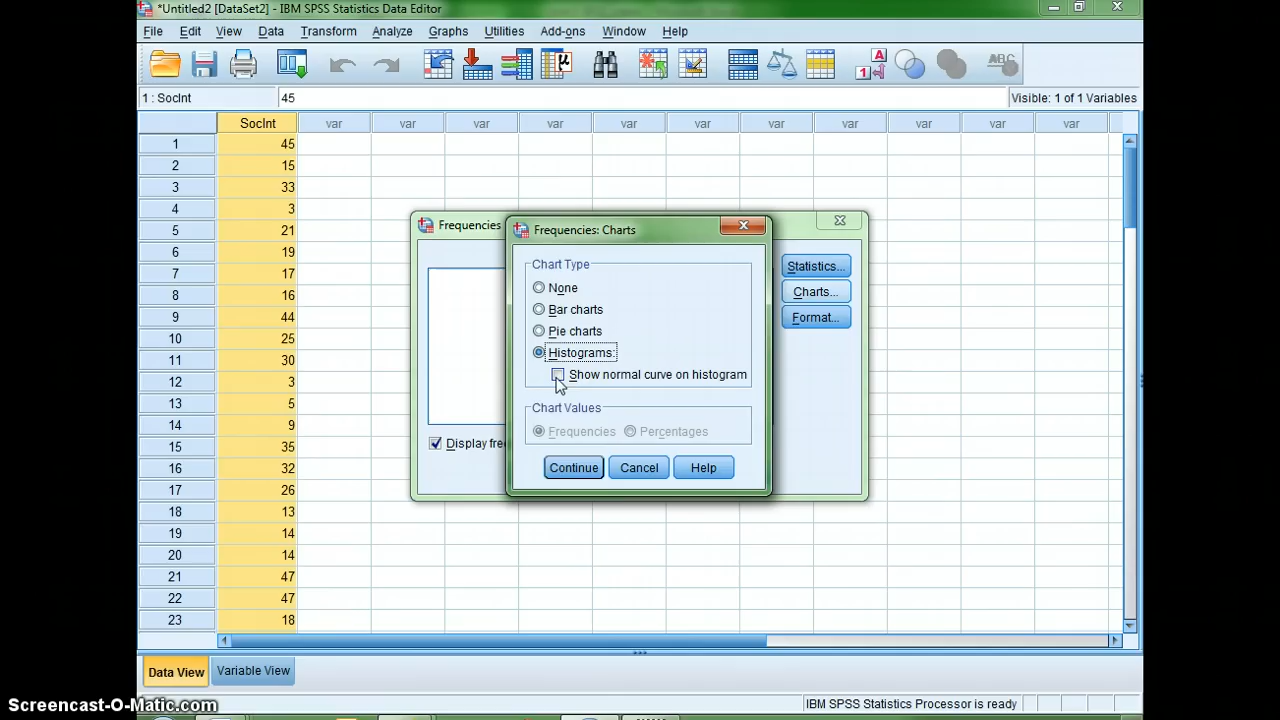 *Untitled2 [DataSet2] - IBM SPSS Statistics Data Editor
File Edit View Data Transform Analyze Graphs Utilities Add-ons Window Help
1 : SocInt 45 Visible: 1 of 1 Variables
SocInt var var var var var var var var var var var
1 45
2 15
3 33
4 3
5 21
6 19
7 17
8 16
9 44
10 25
11 30
12 3
13 5
14 9
15 35
16 32
17 26
18 13
19 14
20 14
21 47
22 47
23 18
Frequencies
Statistics...
Charts...
Format...
Display fre
Frequencies: Charts
Chart Type
None
Bar charts
Pie charts
Histograms:
Show normal curve on histogram
Chart Values
Frequencies Percentages
Continue Cancel Help
Data View Variable View
IBM SPSS Statistics Processor is ready
Screencast-O-Matic.com